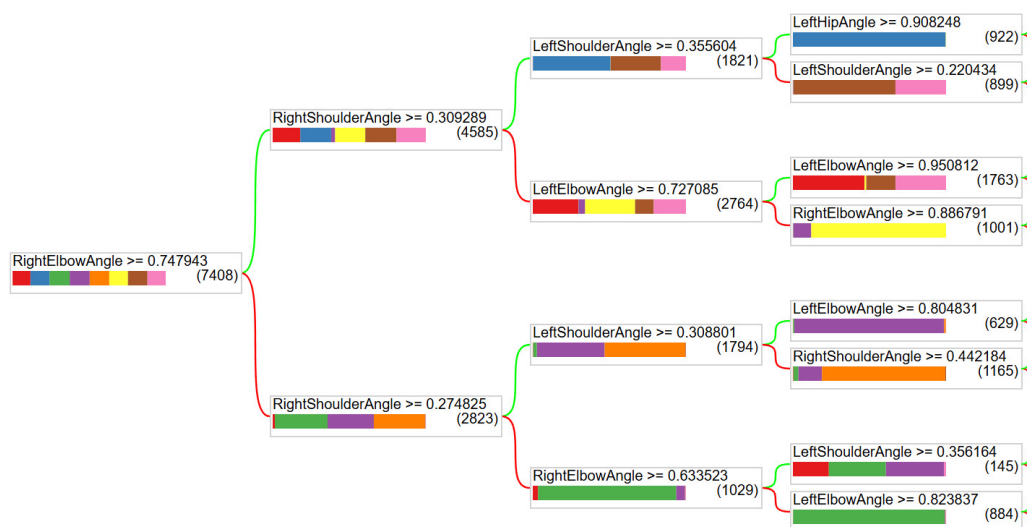 LeftHipAngle >= 0.908248
(922)
LeftShoulderAngle >= 0.355604
(1821)
LeftShoulderAngle >= 0.220434
(899)
RightShoulderAngle >= 0.309289
(4585)
LeftElbowAngle >= 0.950812
(1763)
LeftElbowAngle >= 0.727085
(2764)
RightElbowAngle >= 0.886791
(1001)
RightElbowAngle >= 0.747943
(7408)
LeftElbowAngle >= 0.804831
(629)
LeftShoulderAngle >= 0.308801
(1794)
RightShoulderAngle >= 0.442184
(1165)
RightShoulderAngle >= 0.274825
(2823)
LeftShoulderAngle >= 0.356164
(145)
RightElbowAngle >= 0.633523
(1029)
LeftElbowAngle >= 0.823837
(884)